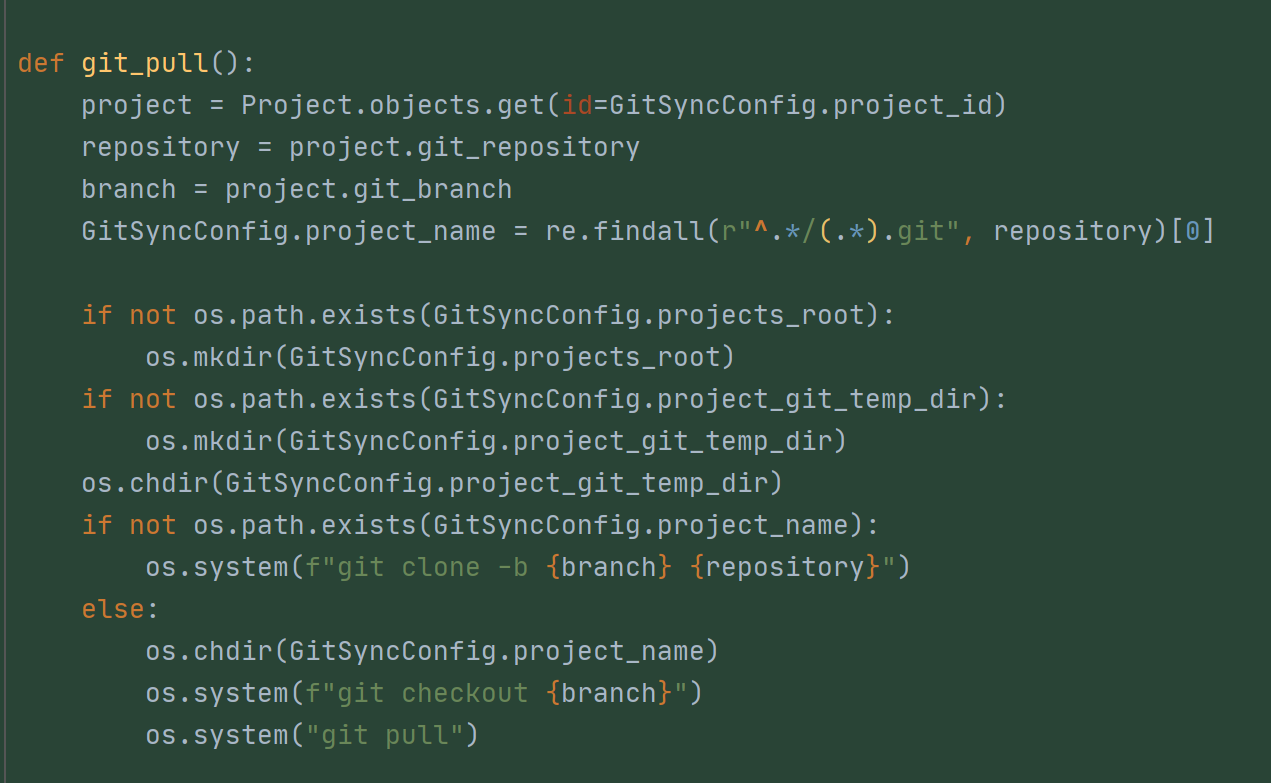 def git_pull():
    project = Project.objects.get(id=GitSyncConfig.project_id)
    repository = project.git_repository
    branch = project.git_branch
    GitSyncConfig.project_name = re.findall(r"^.*/(.*).git", repository)[0]

    if not os.path.exists(GitSyncConfig.projects_root):
        os.mkdir(GitSyncConfig.projects_root)
    if not os.path.exists(GitSyncConfig.project_git_temp_dir):
        os.mkdir(GitSyncConfig.project_git_temp_dir)
    os.chdir(GitSyncConfig.project_git_temp_dir)
    if not os.path.exists(GitSyncConfig.project_name):
        os.system(f"git clone -b {branch} {repository}")
    else:
        os.chdir(GitSyncConfig.project_name)
        os.system(f"git checkout {branch}")
        os.system("git pull")